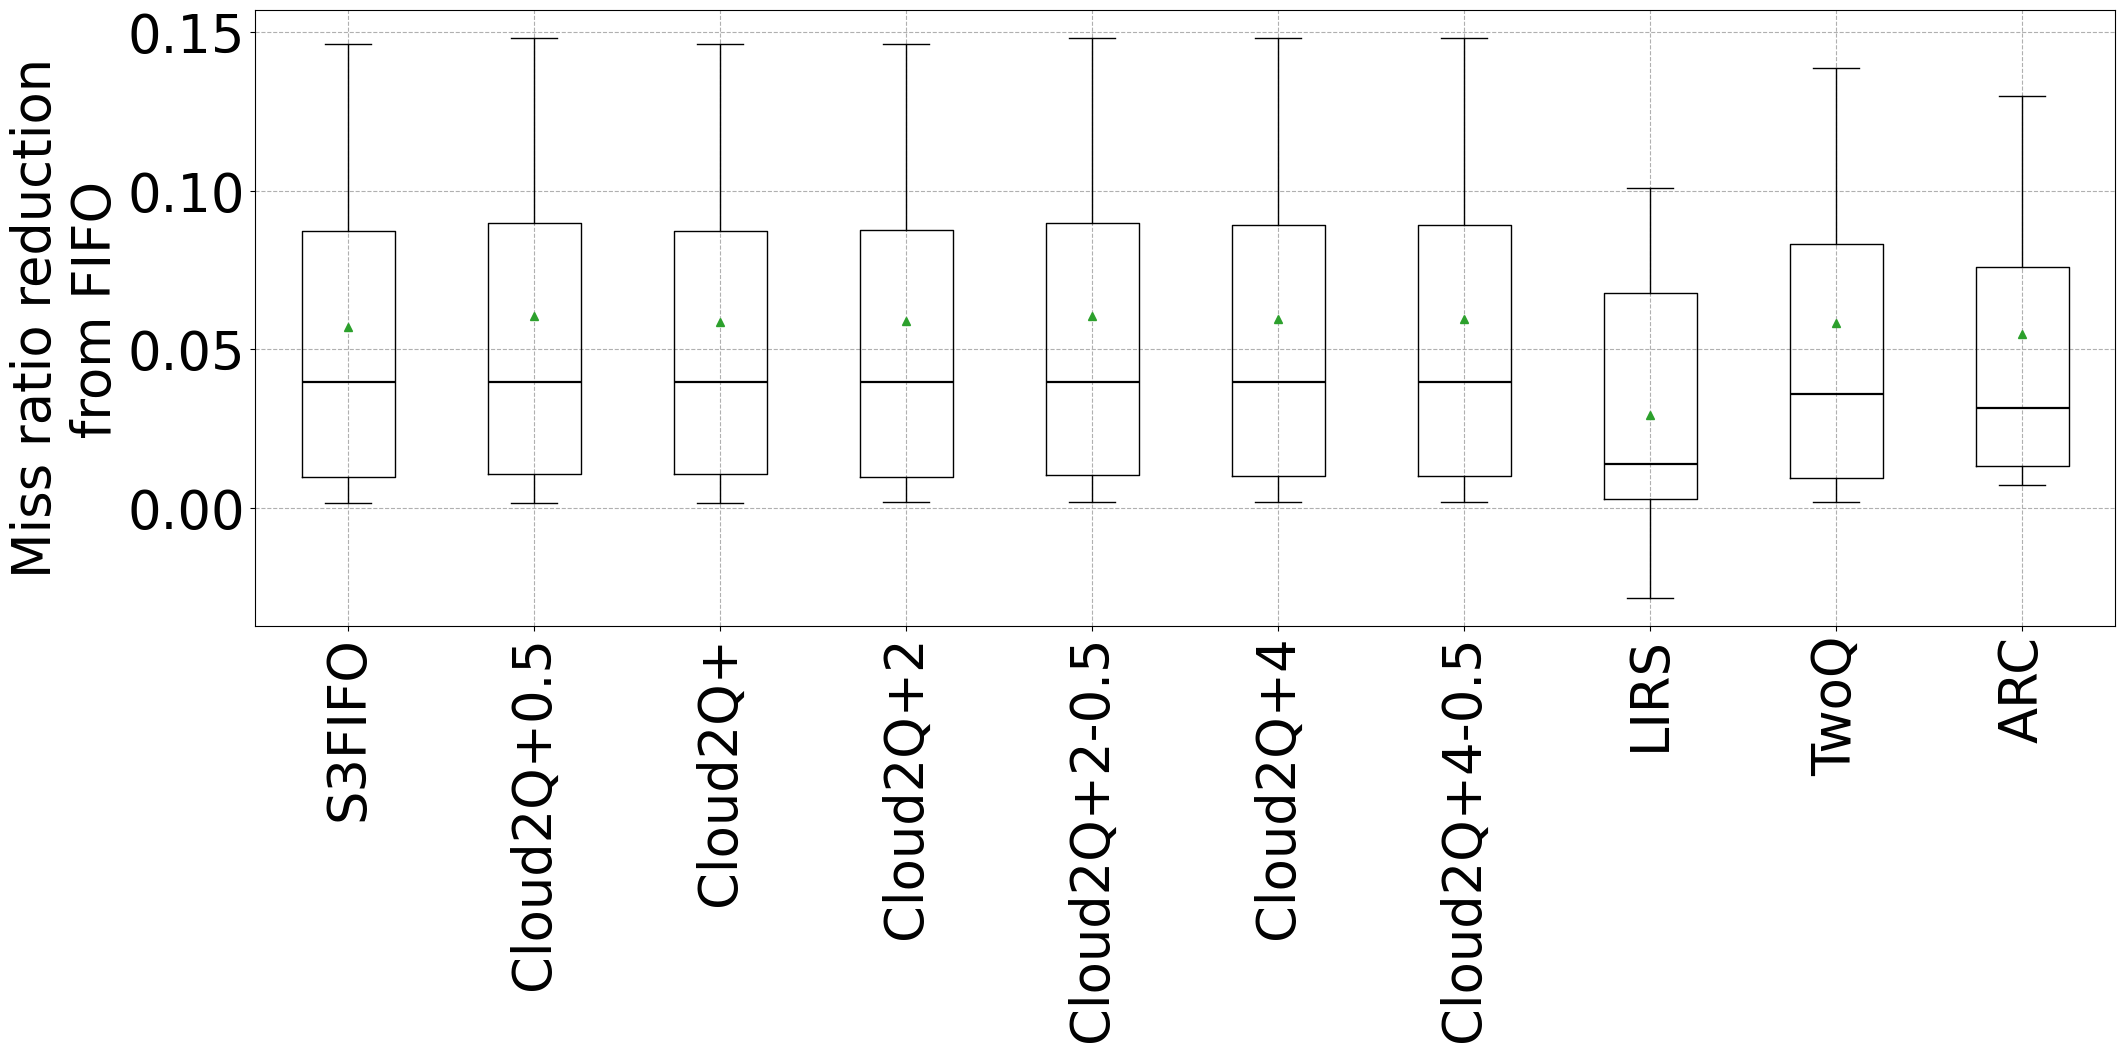 Miss ratio reduction
from FIFO
0.15
0.10
0.05
0.00
S3FIFO
Cloud2Q+0.5
Cloud2Q+
Cloud2Q+2
Cloud2Q+2-0.5
Cloud2Q+4
Cloud2Q+4-0.5
LIRS
TwoQ
ARC